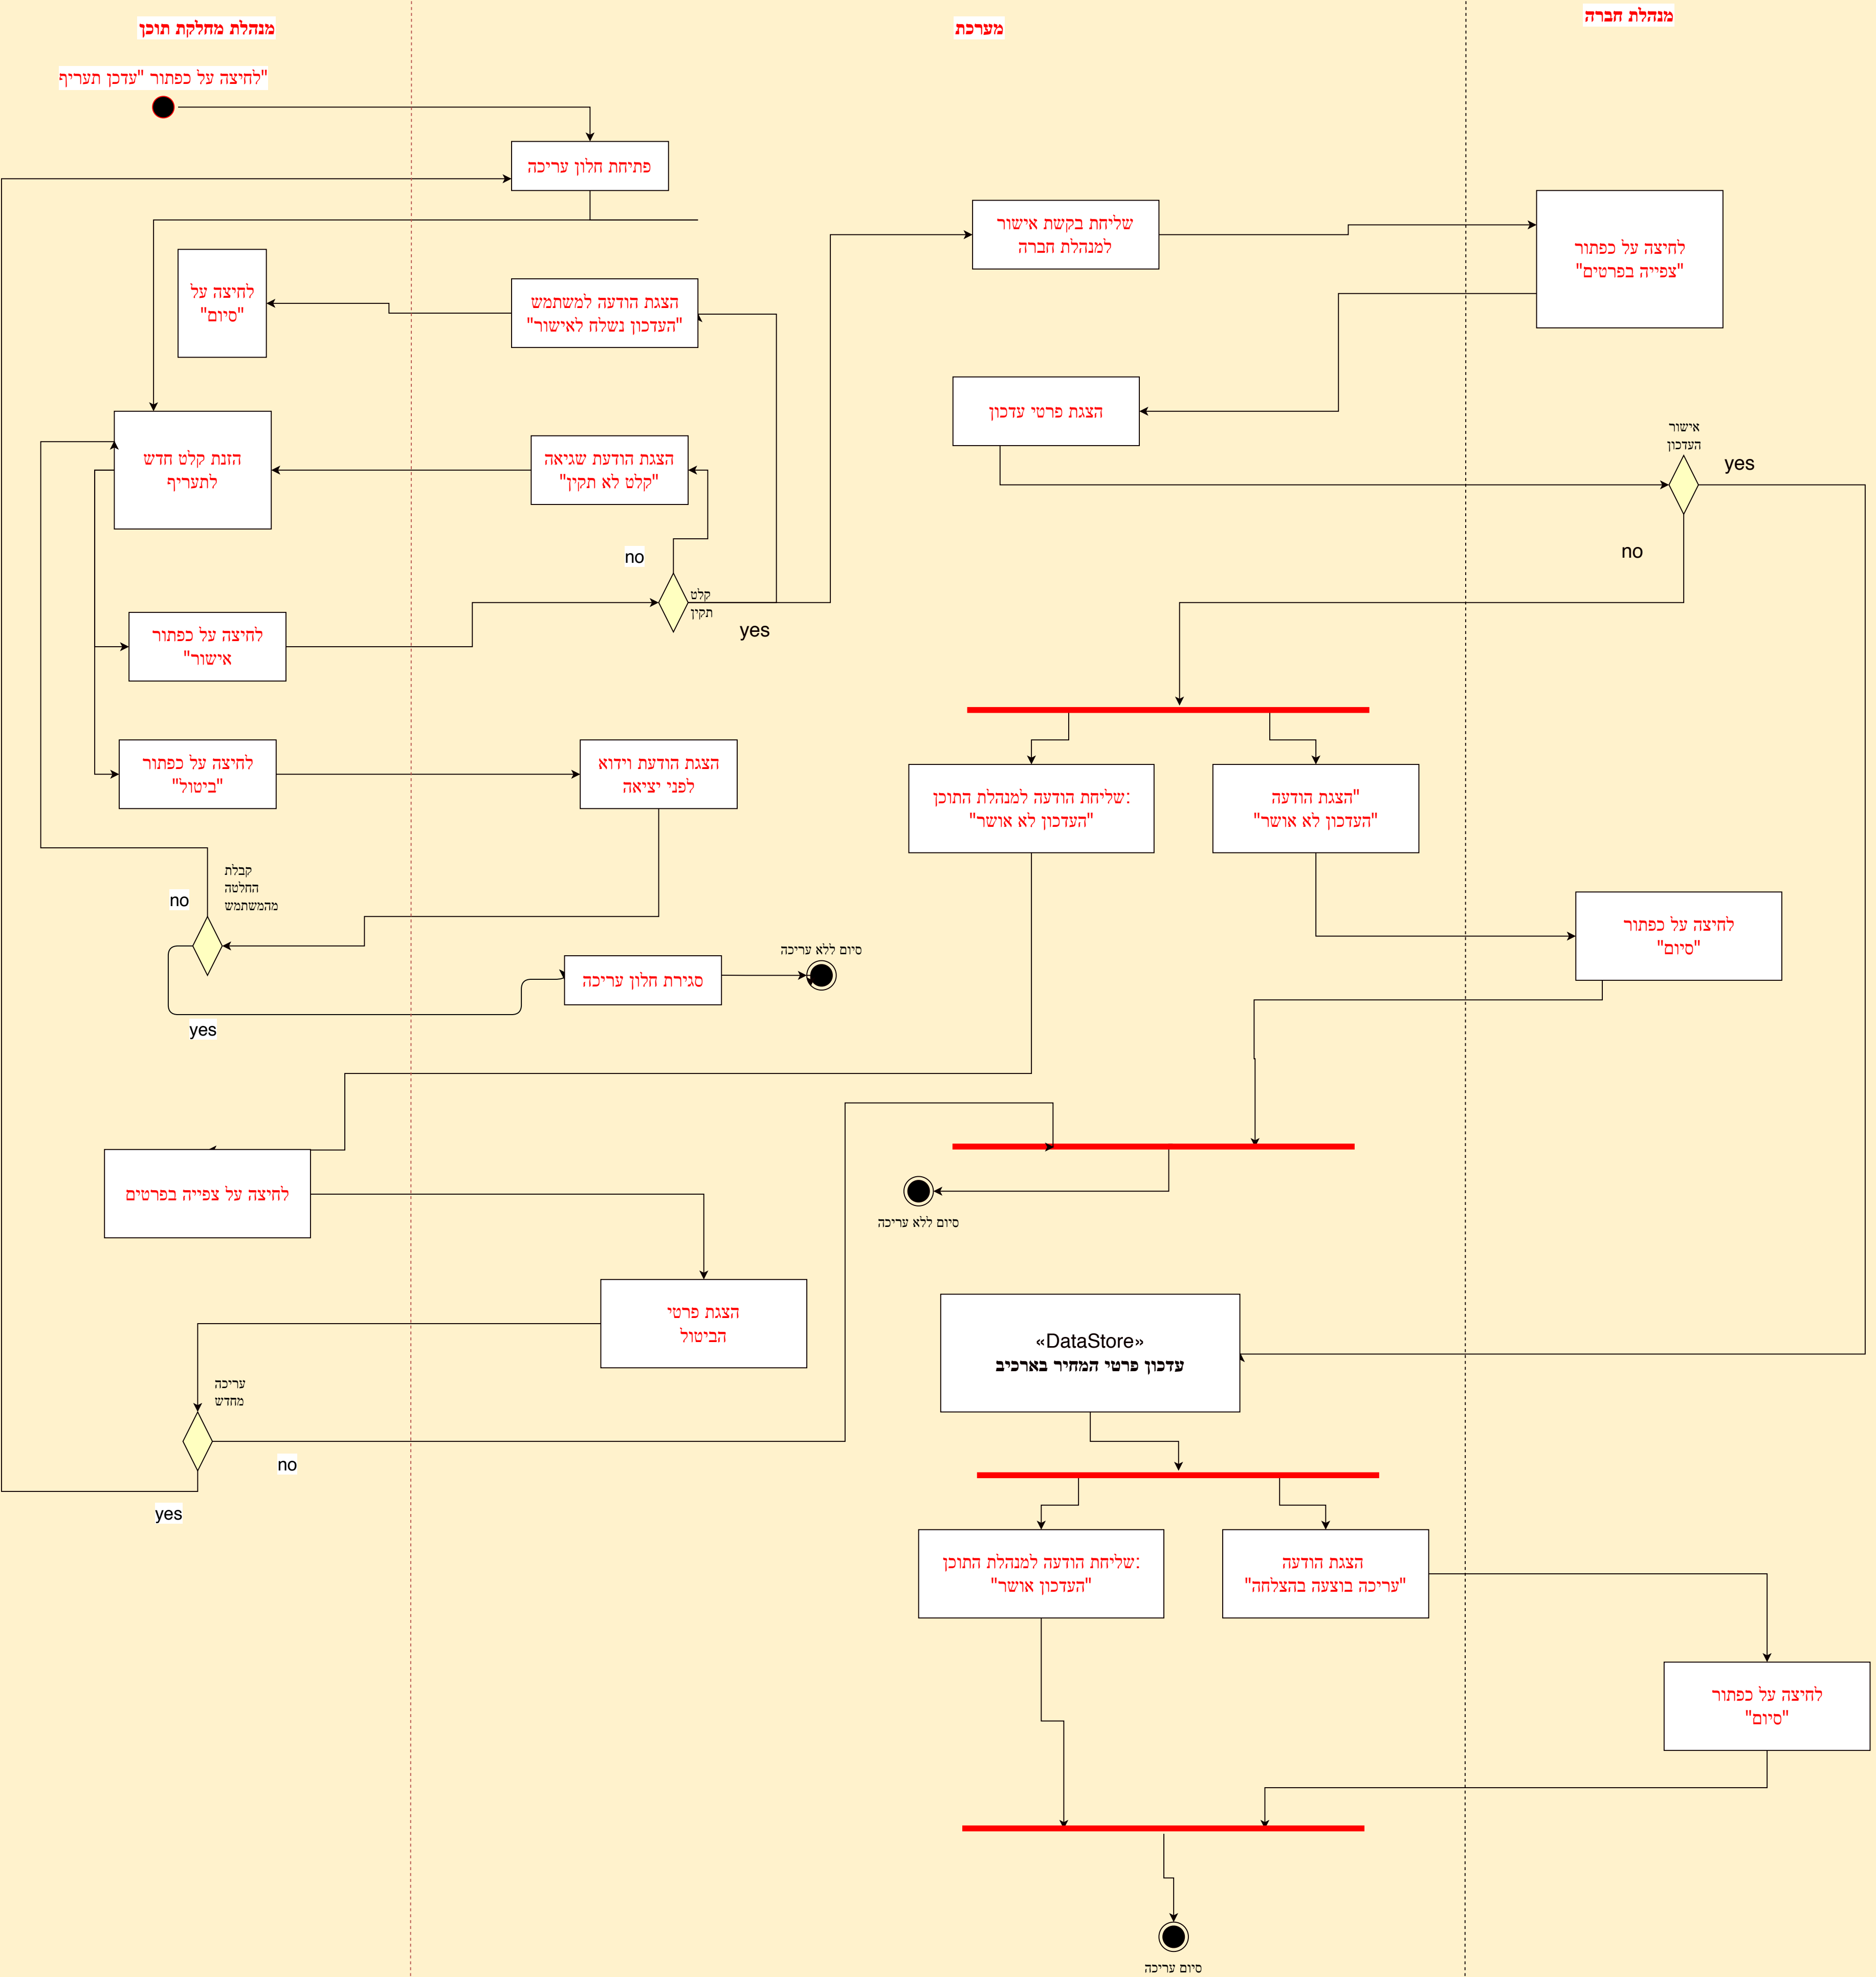 מנהלת מחלקת תוכן
מערכת
מנהלת חברה
לחיצה על כפתור "עדכן תעריף"
פתיחת חלון עריכה
שליחת בקשת אישור
למנהלת חברה
לחיצה על כפתור
"צפייה בפרטים"
לחיצה על
"סיום"
הצגת הודעה למשתמש
"העדכון נשלח לאישור"
הצגת פרטי עדכון
אישור
העדכון
yes
no
הזנת קלט חדש
לתעריף
הצגת הודעת שגיאה
"קלט לא תקין"
no
קלט
תקין
yes
לחיצה על כפתור
אישור"
לחיצה על כפתור
"ביטול"
הצגת הודעת וידוא
לפני יציאה
שליחת הודעה למנהלת התוכן:
"העדכון לא אושר"
"הצגת הודעה
"העדכון לא אושר"
קבלת
החלטה
מהמשתמש
no
yes
סגירת חלון עריכה
סיום ללא עריכה
לחיצה על כפתור
"סיום"
לחיצה על צפייה בפרטים
סיום ללא עריכה
הצגת פרטי
הביטול
«DataStore»
עדכון פרטי המחיר בארכיב
עריכה
מחדש
no
yes
שליחת הודעה למנהלת התוכן:
"העדכון אושר"
הצגת הודעה
"עריכה בוצעה בהצלחה"
לחיצה על כפתור
"סיום"
סיום עריכה